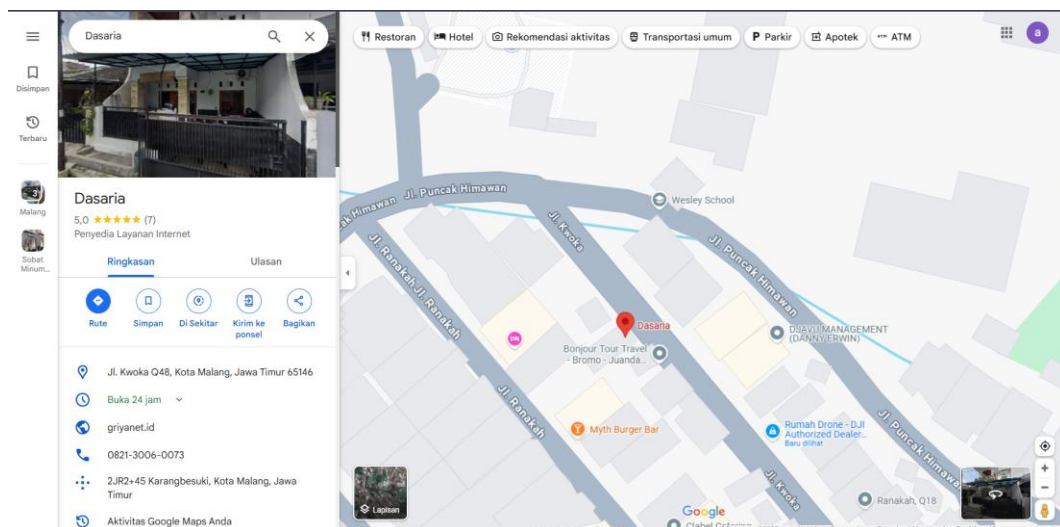 Dasaria
Restoran
Hotel
Rekomendasi aktivitas
Transportasi umum
P Parkir
Apotek
ATM
a
Disimpan
Terbaru
3
Malang
Sobat
Minum...
Dasaria
5,0 ★★★★★ (7)
Penyedia Layanan Internet
Ringkasan
Ulasan
Rute
Simpan
Di Sekitar
Kirim ke
ponsel
Bagikan
Jl. Kwoka Q48, Kota Malang, Jawa Timur 65146
Buka 24 jam
griyanet.id
0821-3006-0073
2JR2+45 Karangbesuki, Kota Malang, Jawa
Timur
Aktivitas Google Maps Anda
Jl. Puncak Himawan
Himawan
Wesley School
Jl. Kwoka
Jl. Puncak Himawan
Jl. Ranakah
Jl. Ranakah
Dasaria
DJAVU MANAGEMENT
(DANNY ERWIN)
Bonjour Tour Travel
- Bromo - Juanda...
Jl. Ranakah
Myth Burger Bar
Rumah Drone - DJI
Authorized Dealer...
Baru dilihat
Jl. Puncak Himawa
Jl. Kwoka
Ranakah, Q18
Lapisan
Google